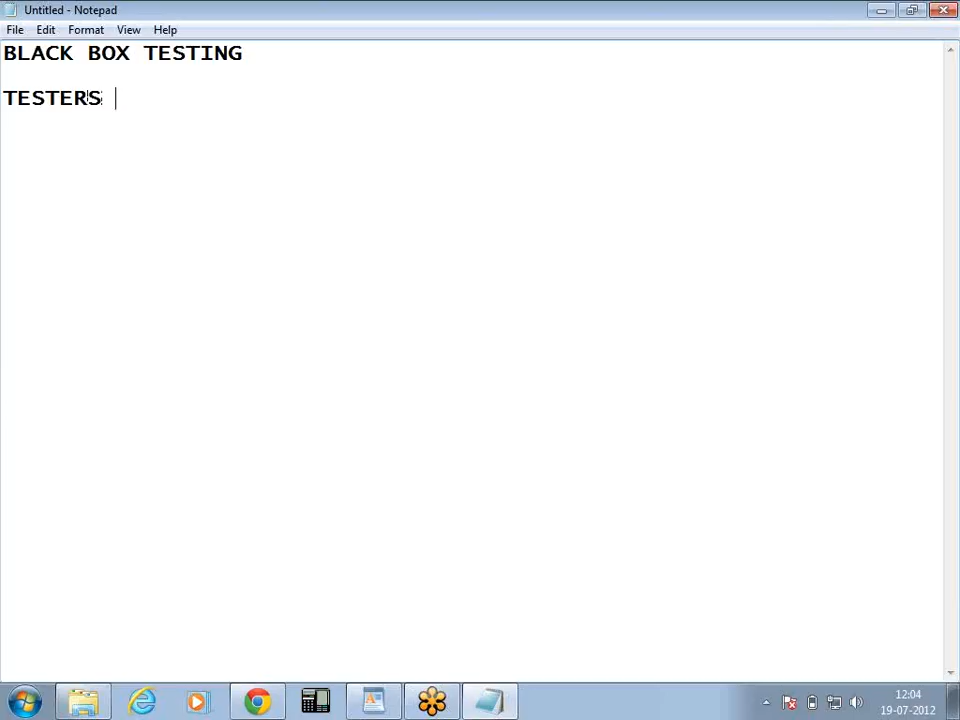 Untitled - Notepad
File Edit Format View Help
BLACK BOX TESTING
TESTERS
12:04
19-07-2012